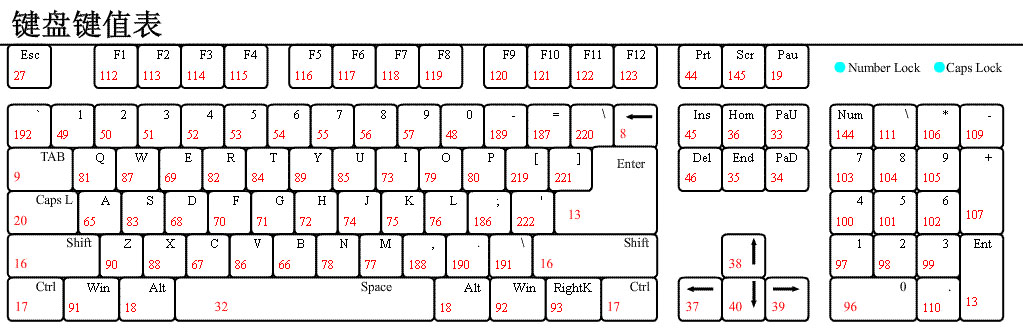 键盘键值表
Esc F1 F2 F3 F4 F5 F6 F7 F8 F9 F10 F11 F12 Prt Scr Pau
27 112 113 114 115 116 117 118 119 120 121 122 123 44 145 19
Number Lock Caps Lock
` 1 2 3 4 5 6 7 8 9 0 - = \ Ins Hom PaU Num \ * -
192 49 50 51 52 53 54 55 56 57 48 189 187 220 8 45 36 33 144 111 106 109
TAB Q W E R T Y U I O P [ ] Enter Del End PaD 7 8 9 +
9 81 87 69 82 84 89 85 73 79 80 219 221 46 35 34 103 104 105
Caps L A S D F G H J K L ; ' 4 5 6
20 65 83 68 70 71 72 74 75 76 186 222 13 100 101 102 107
Shift Z X C V B N M , . \ Shift 1 2 3 Ent
16 90 88 67 86 66 78 77 188 190 191 16 38 97 98 99
Ctrl Win Alt Space Alt Win RightK Ctrl 0 .
17 91 18 32 18 92 93 17 37 40 39 96 110 13